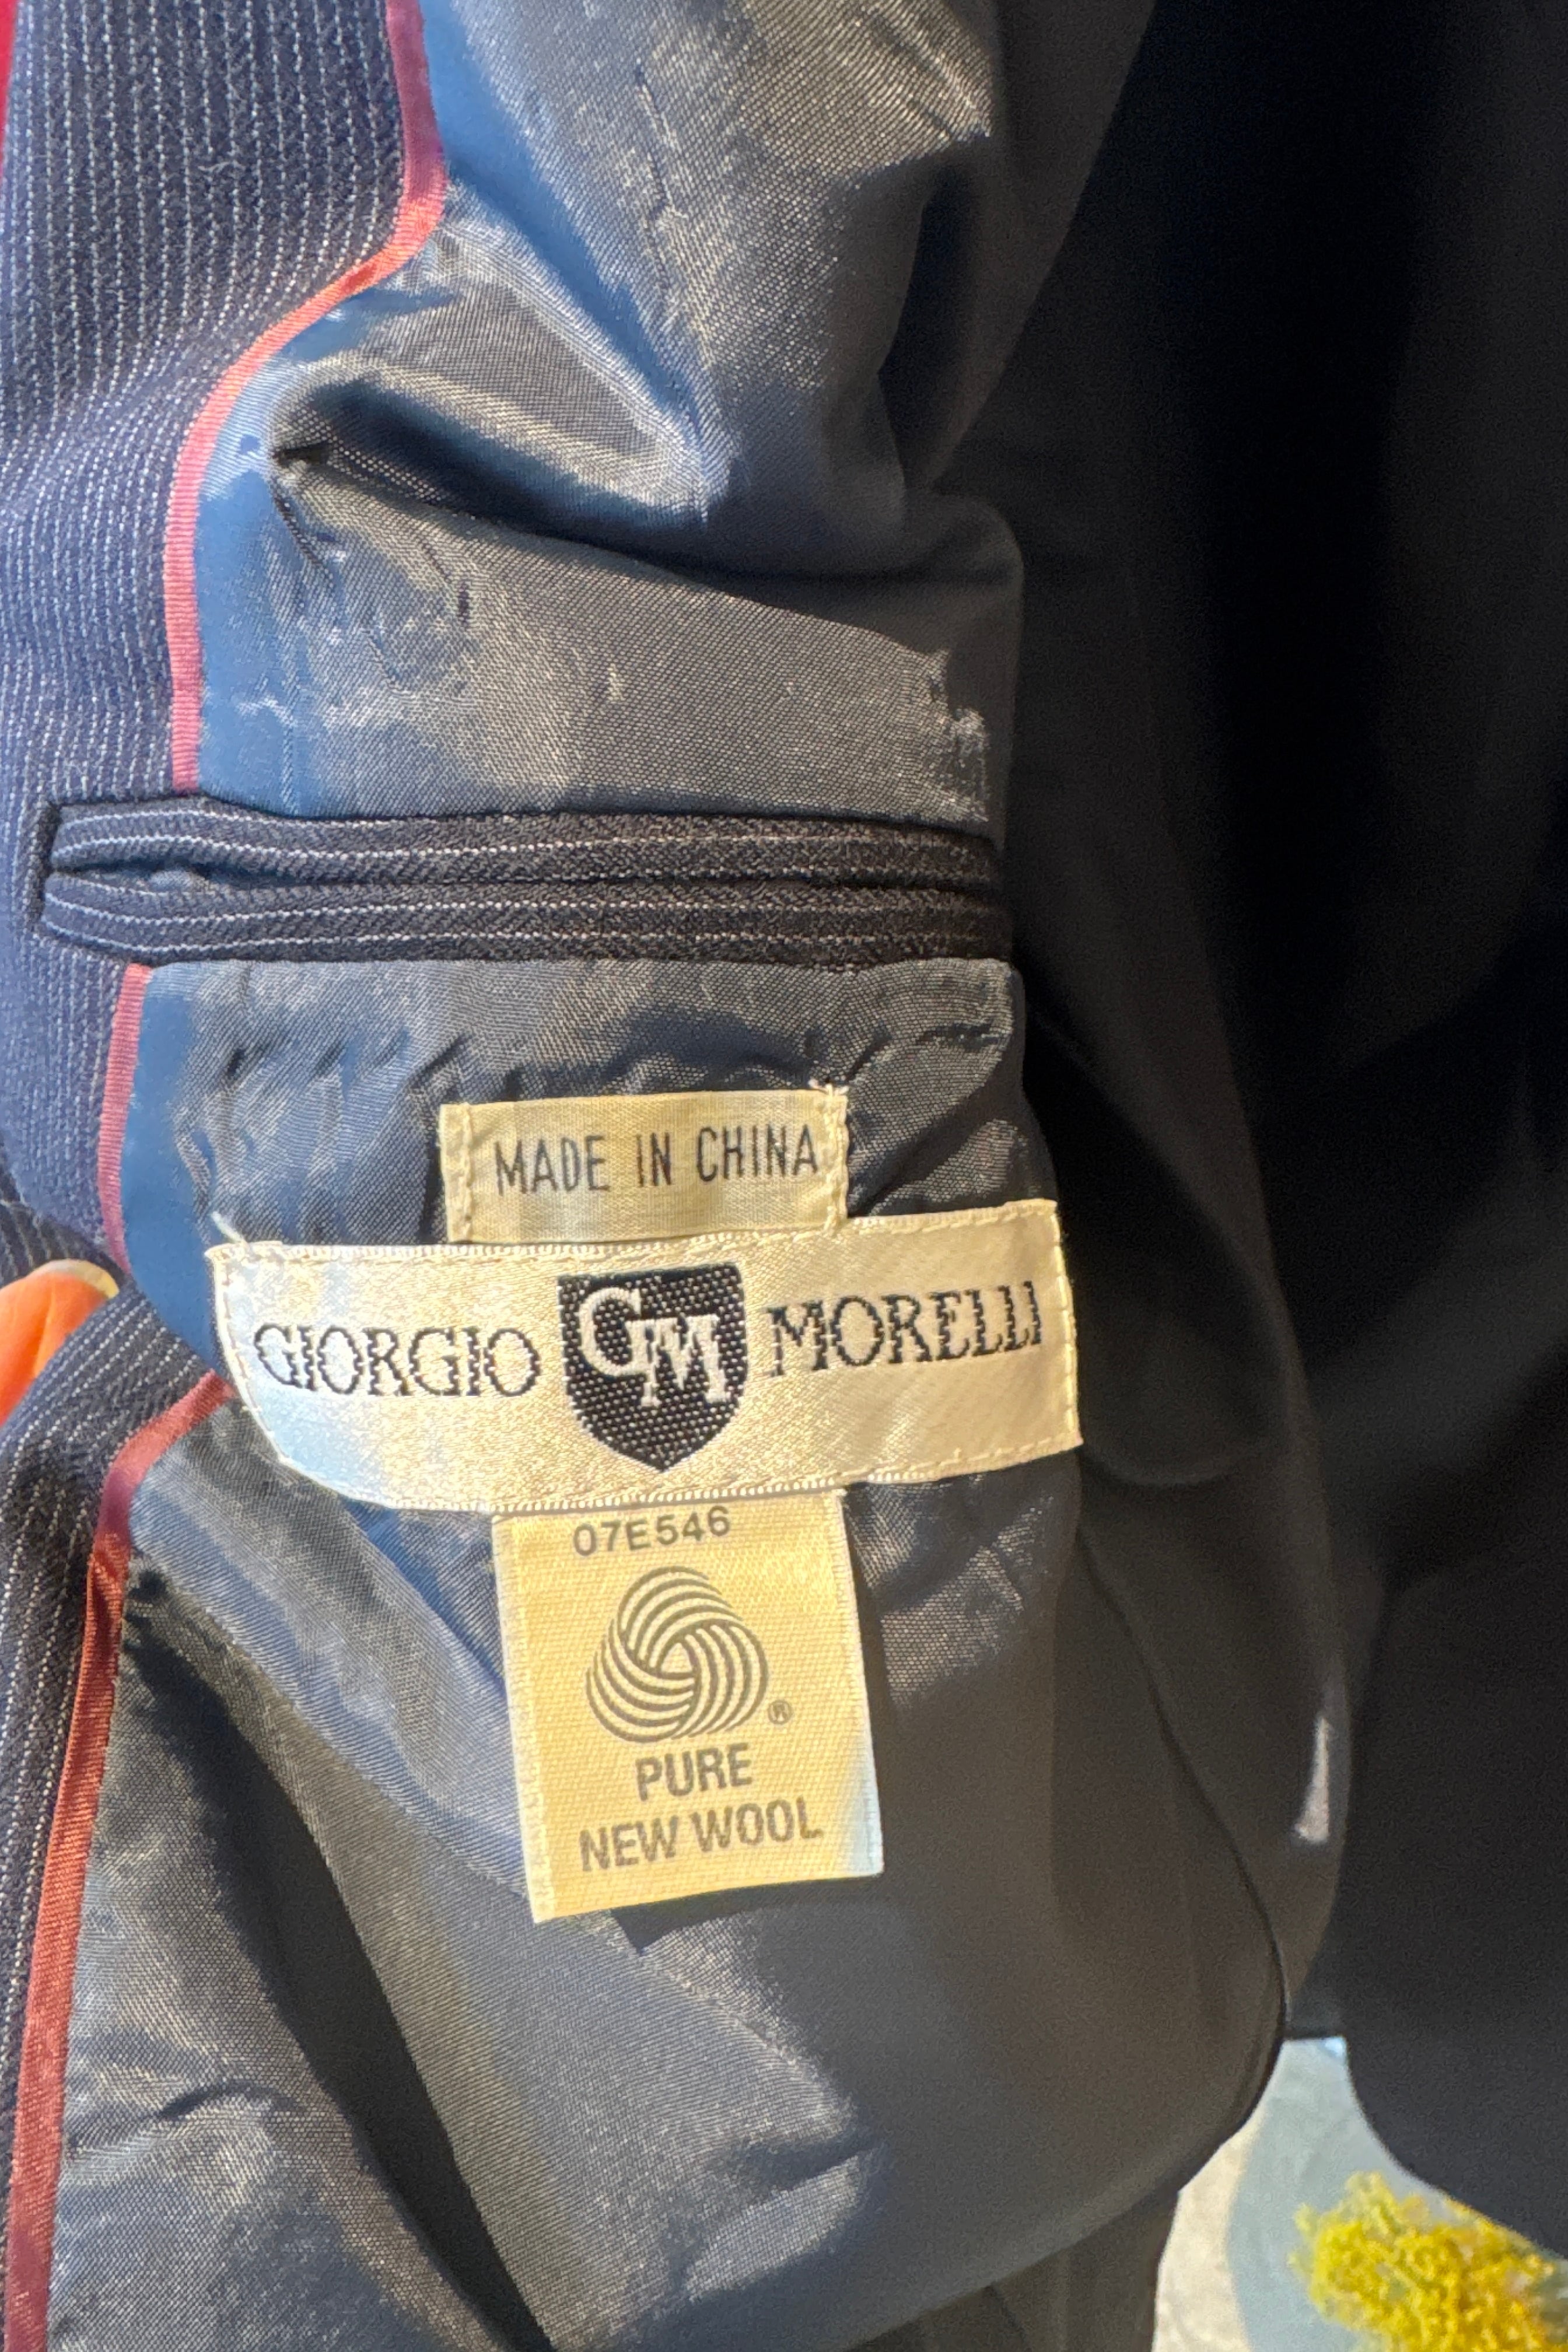 MADE IN CHINA
GIORGIO GM MORELLI
07E546
®
PURE
NEW WOOL